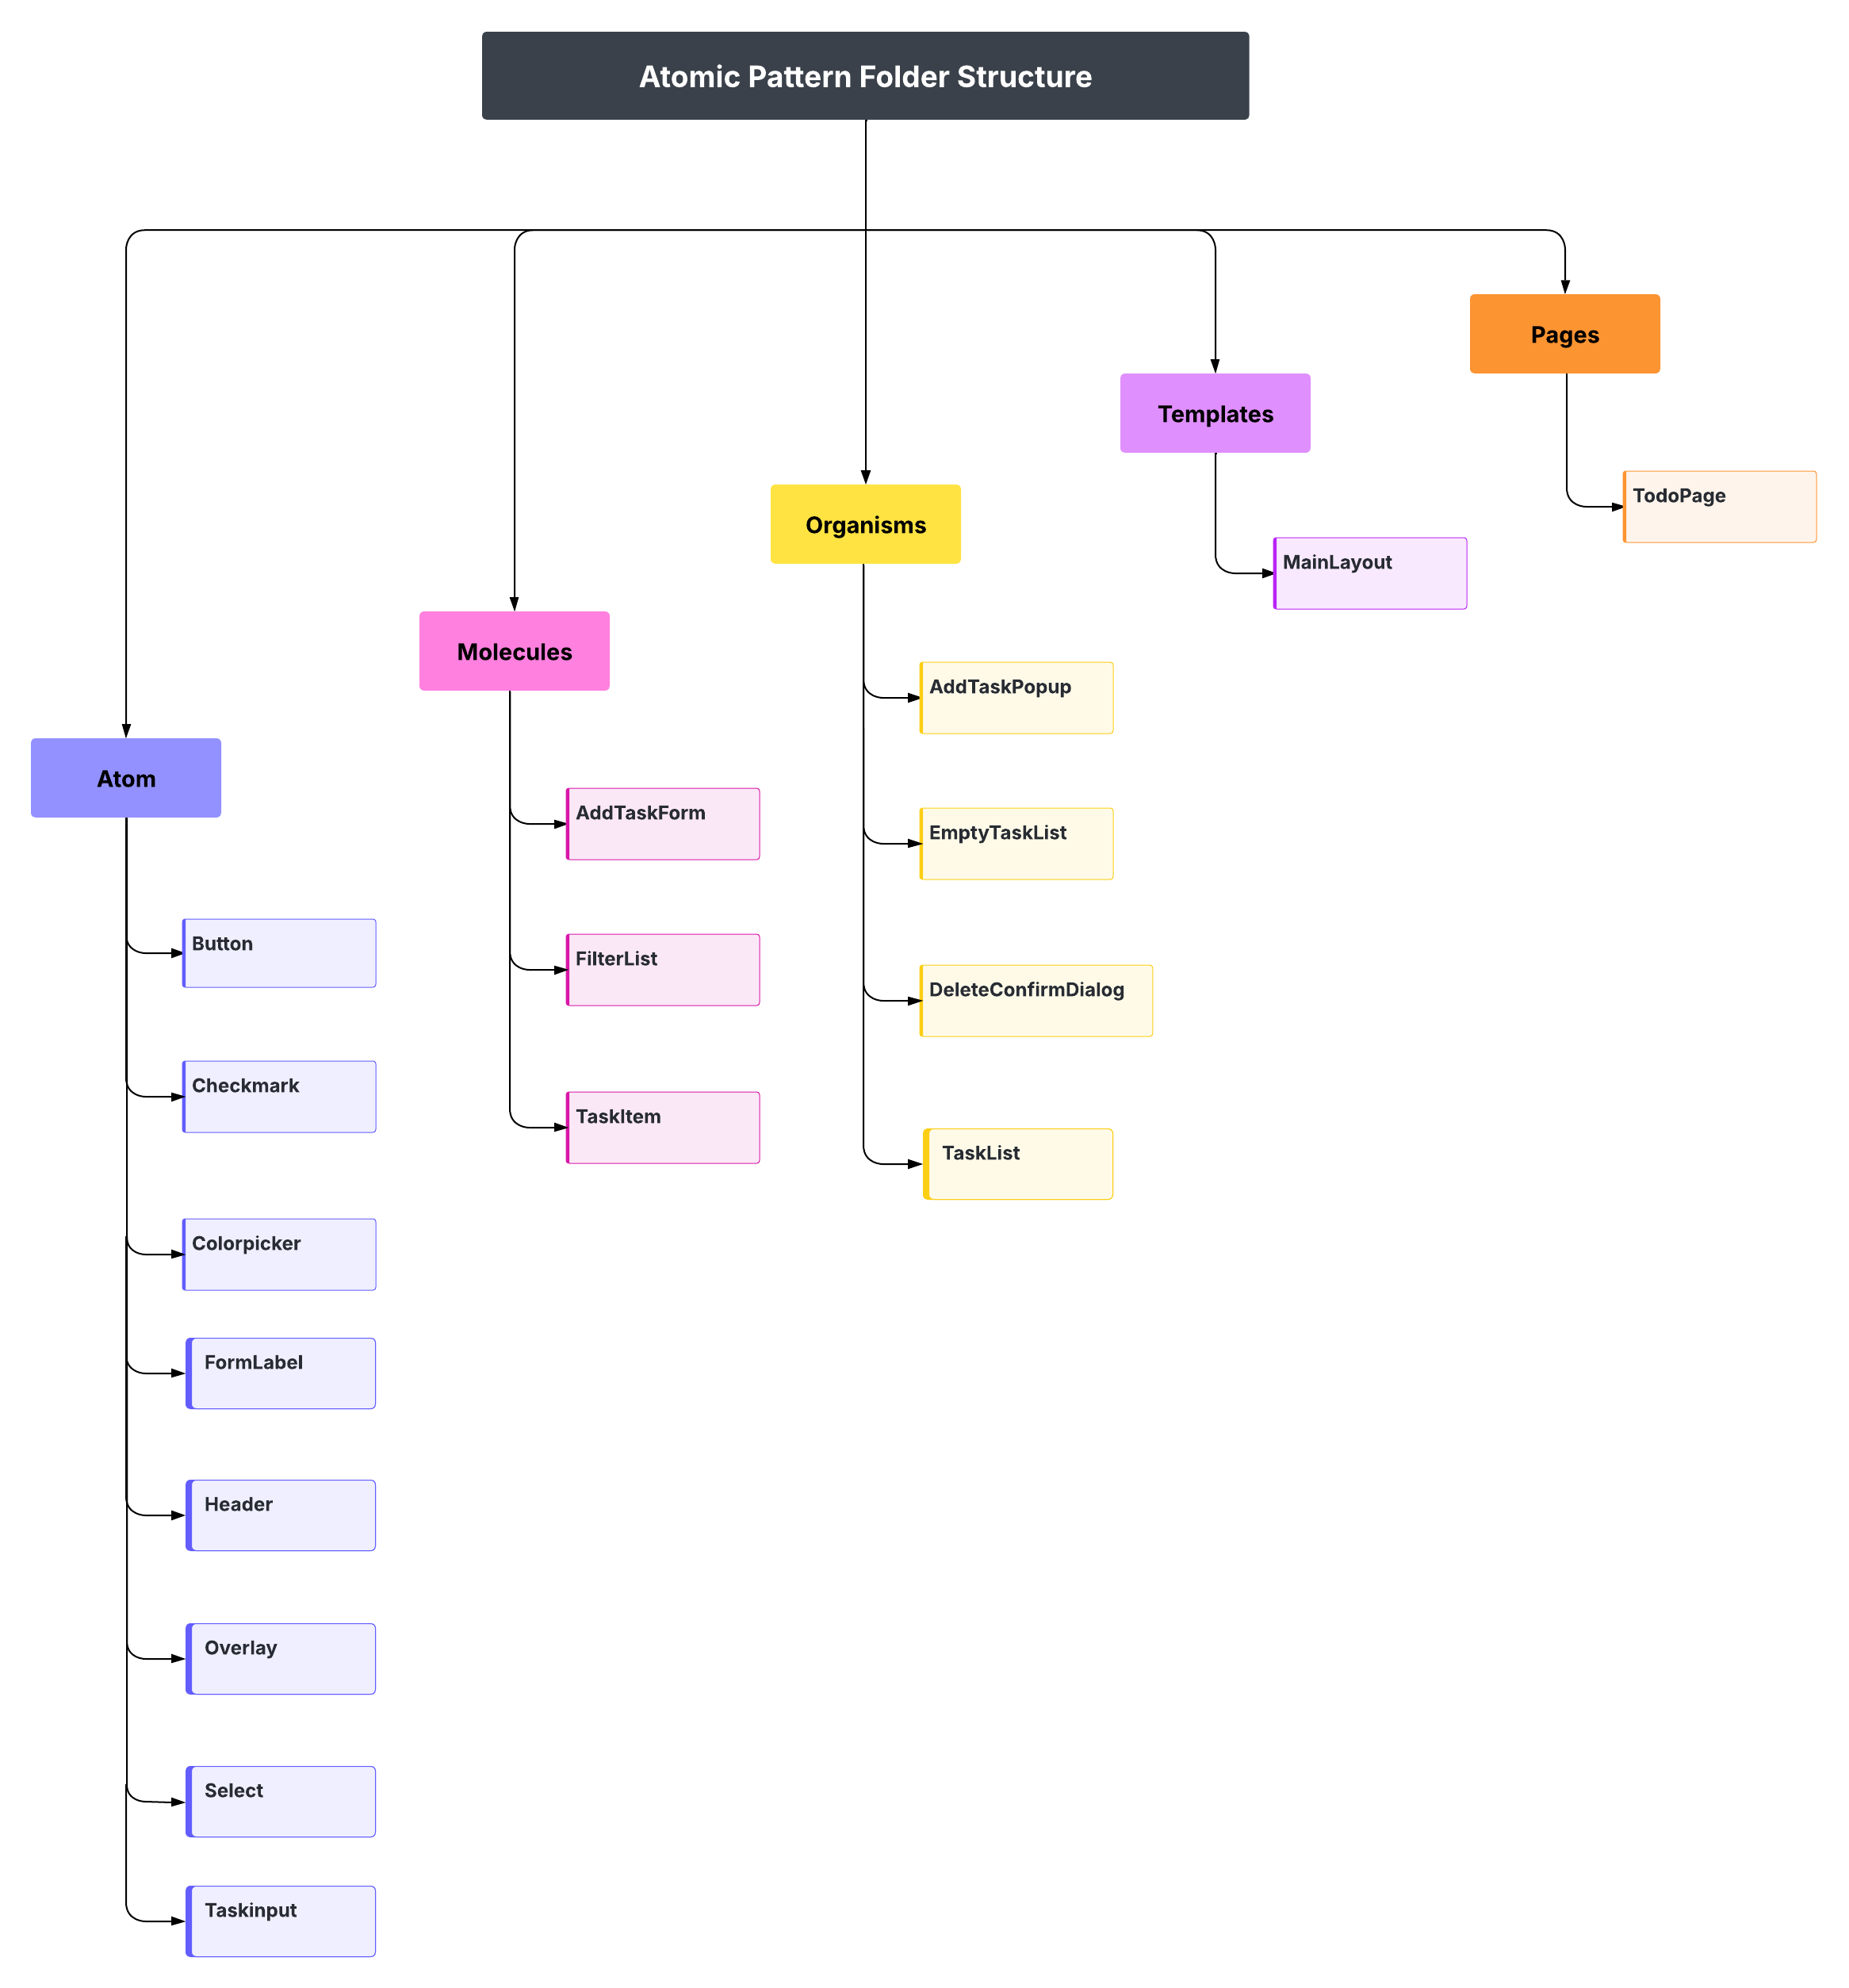 Atomic Pattern Folder Structure
Pages
Templates
TodoPage
Organisms
MainLayout
Molecules
AddTaskPopup
Atom
AddTaskForm
EmptyTaskList
Button
FilterList
DeleteConfirmDialog
Checkmark
TaskItem
TaskList
Colorpicker
FormLabel
Header
Overlay
Select
Taskinput